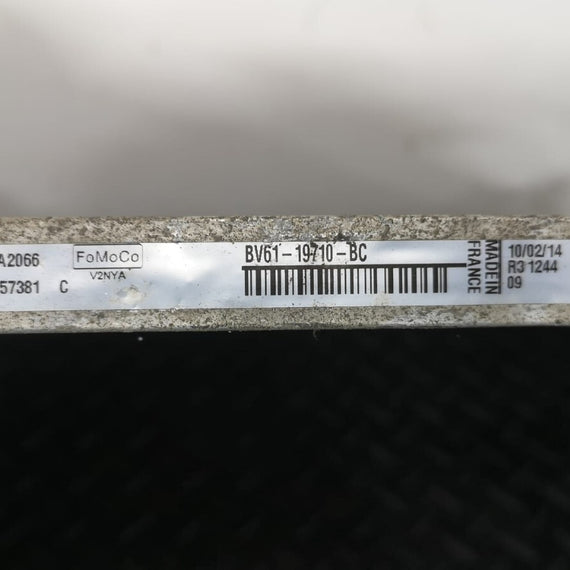 A2066
57381 C
FoMoCo
V2NYA
BV61-19710-BC
MADE IN
FRANCE
10/02/14
R3 1244
09